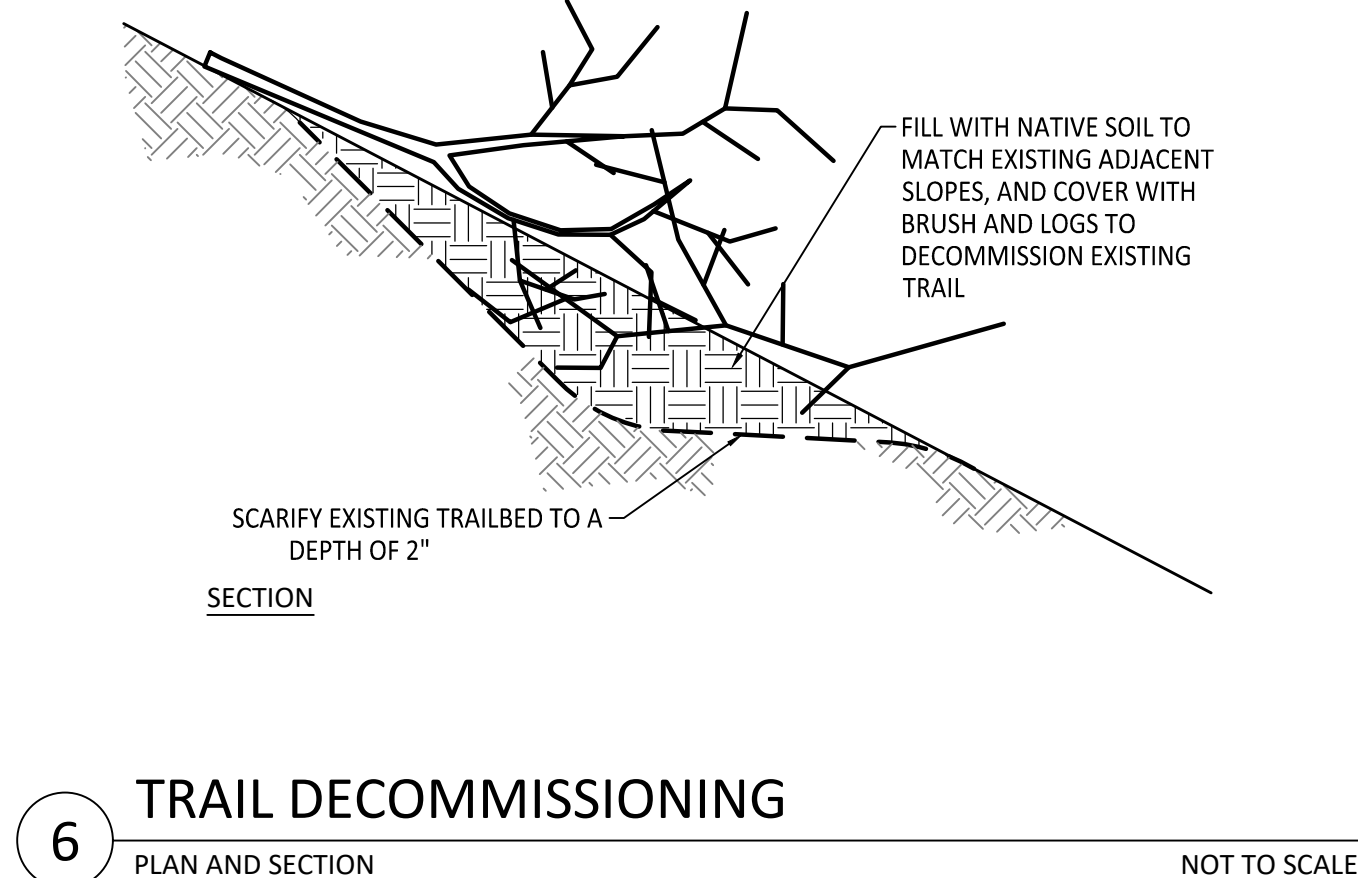 FILL WITH NATIVE SOIL TO
MATCH EXISTING ADJACENT
SLOPES, AND COVER WITH
BRUSH AND LOGS TO
DECOMMISSION EXISTING
TRAIL
SCARIFY EXISTING TRAILBED TO A
DEPTH OF 2"
SECTION
6
TRAIL DECOMMISSIONING
PLAN AND SECTION
NOT TO SCALE